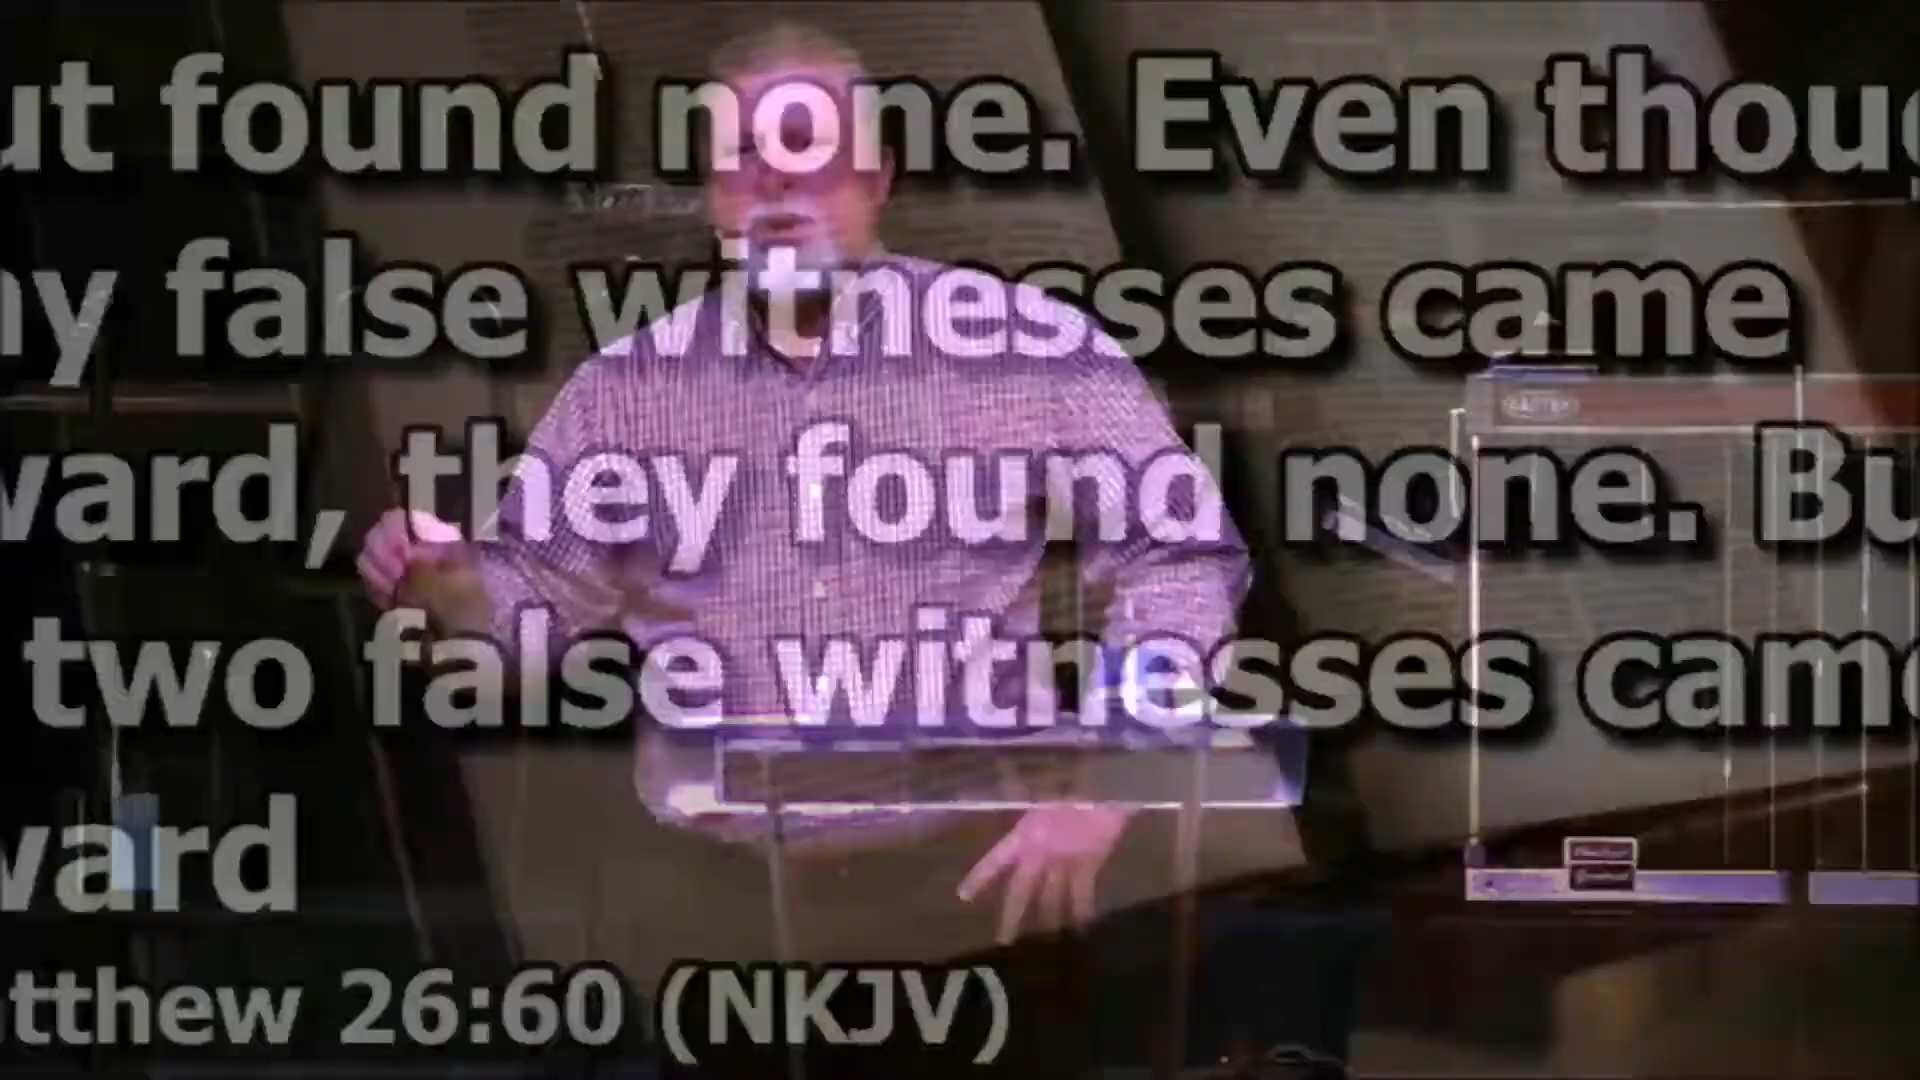 ut found none. Even thoug
ny false witnesses came
ward, they found none. Bu
two false witnesses came
ward
tthew 26:60 (NKJV)